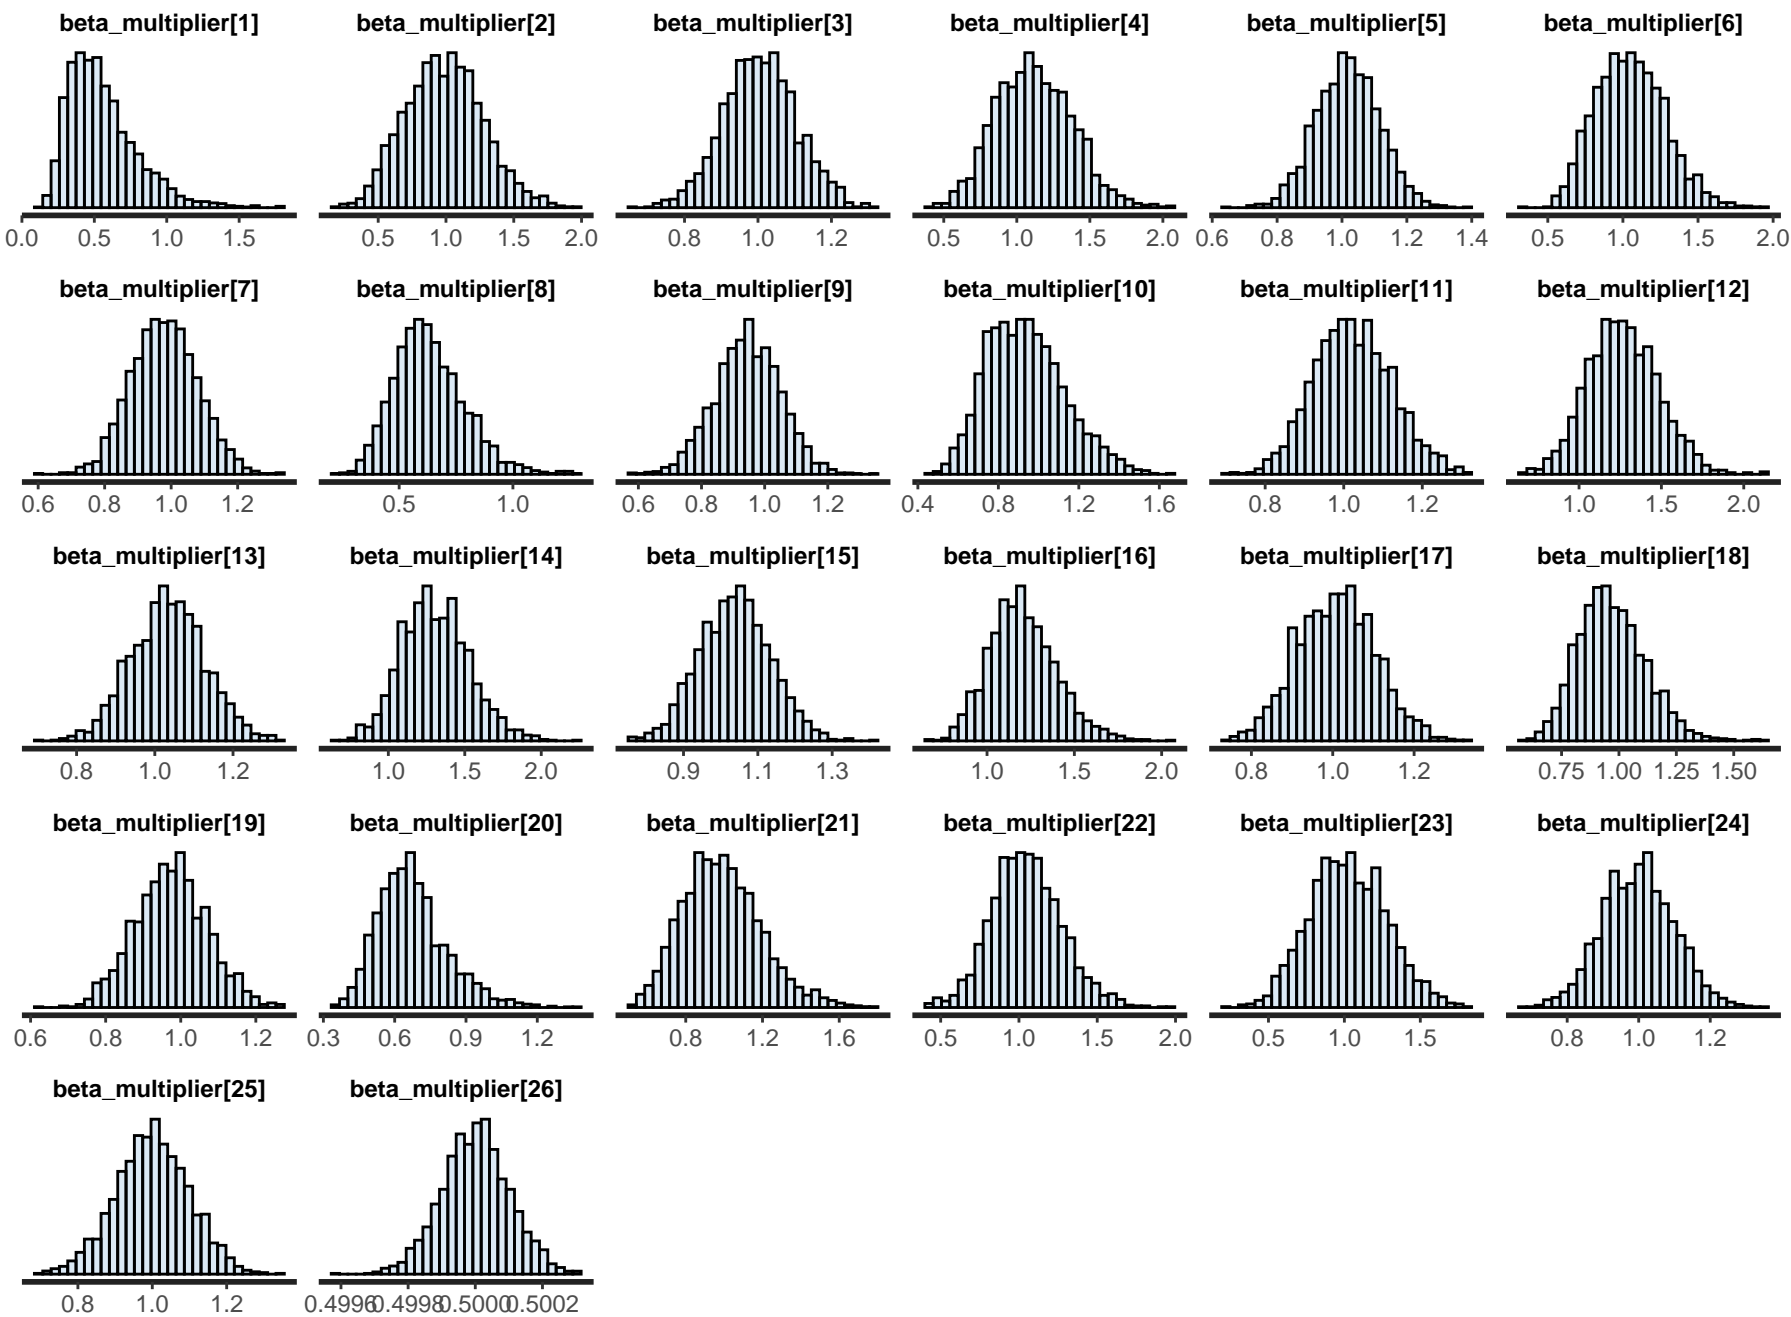 beta_multiplier[1] beta_multiplier[2] beta_multiplier[3] beta_multiplier[4] beta_multiplier[5] beta_multiplier[6]
0.0 0.5 1.0 1.5 0.5 1.0 1.5 2.0 0.8 1.0 1.2 0.5 1.0 1.5 2.0 0.6 0.8 1.0 1.2 1.4 0.5 1.0 1.5 2.0
beta_multiplier[7] beta_multiplier[8] beta_multiplier[9] beta_multiplier[10] beta_multiplier[11] beta_multiplier[12]
0.6 0.8 1.0 1.2 0.5 1.0 0.6 0.8 1.0 1.2 0.4 0.8 1.2 1.6 0.8 1.0 1.2 1.0 1.5 2.0
beta_multiplier[13] beta_multiplier[14] beta_multiplier[15] beta_multiplier[16] beta_multiplier[17] beta_multiplier[18]
0.8 1.0 1.2 1.0 1.5 2.0 0.9 1.1 1.3 1.0 1.5 2.0 0.8 1.0 1.2 0.75 1.00 1.25 1.50
beta_multiplier[19] beta_multiplier[20] beta_multiplier[21] beta_multiplier[22] beta_multiplier[23] beta_multiplier[24]
0.6 0.8 1.0 1.2 0.3 0.6 0.9 1.2 0.8 1.2 1.6 0.5 1.0 1.5 2.0 0.5 1.0 1.5 0.8 1.0 1.2
beta_multiplier[25] beta_multiplier[26]
0.8 1.0 1.2 0.4996 0.4998 0.5000 0.5002